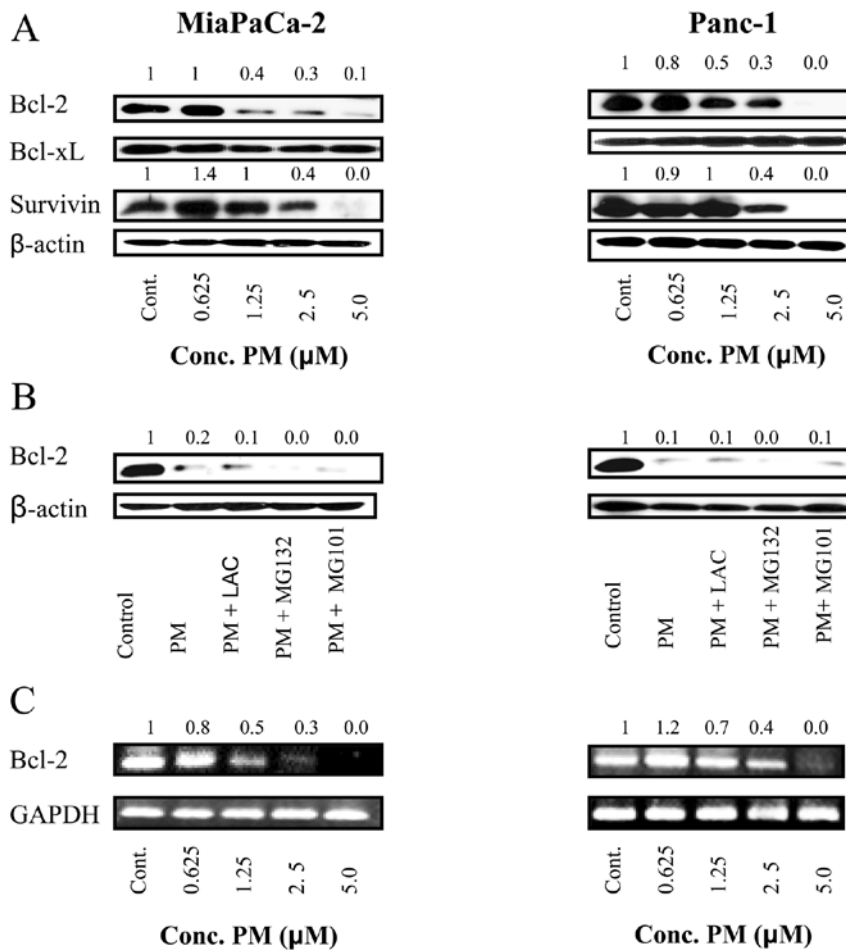 A
MiaPaCa-2 Panc-1
1 1 0.4 0.3 0.1 1 0.8 0.5 0.3 0.0
Bcl-2
Bcl-xL
1 1.4 1 0.4 0.0 1 0.9 1 0.4 0.0
Survivin
β-actin
Cont. 0.625 1.25 2. 5 5.0 Cont. 0.625 1.25 2. 5 5.0
Conc. PM (μM) Conc. PM (μM)
B
1 0.2 0.1 0.0 0.0 1 0.1 0.1 0.0 0.1
Bcl-2
β-actin
Control PM PM + LAC PM + MG132 PM + MG101 Control PM PM + LAC PM + MG132 PM+ MG101
C
1 0.8 0.5 0.3 0.0 1 1.2 0.7 0.4 0.0
Bcl-2
GAPDH
Cont. 0.625 1.25 2. 5 5.0 Cont. 0.625 1.25 2. 5 5.0
Conc. PM (μM) Conc. PM (μM)